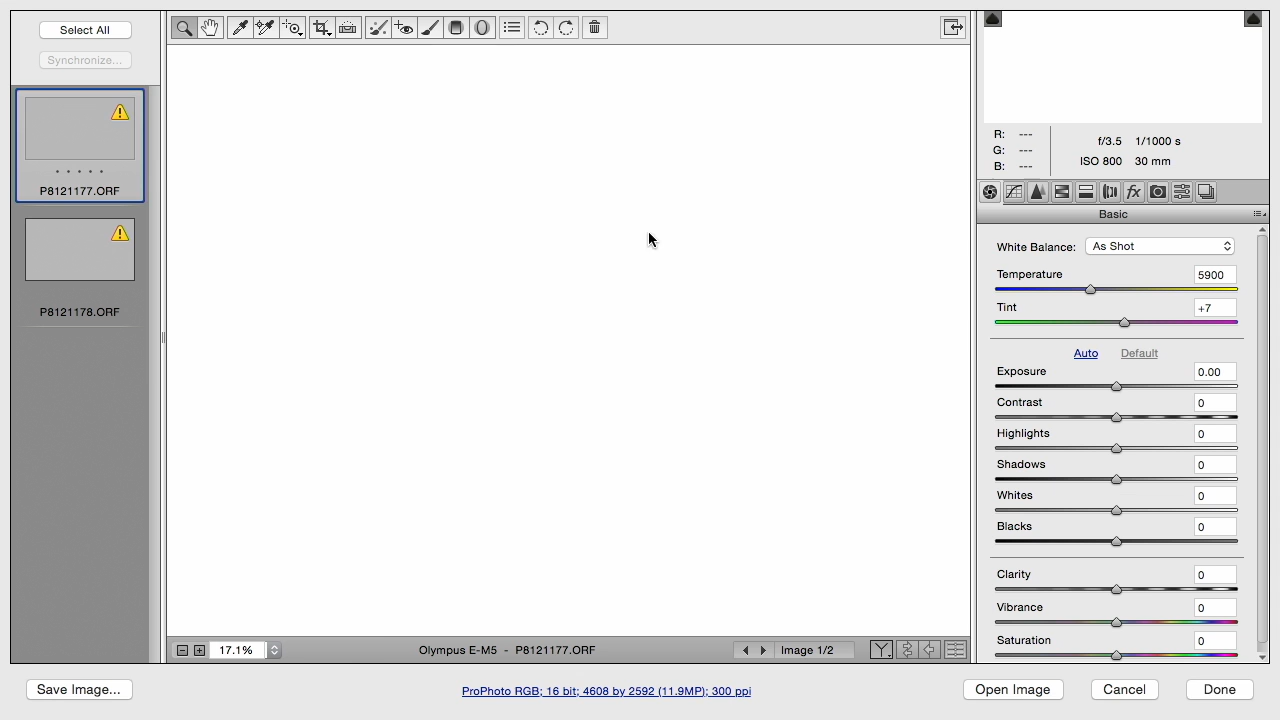 Select All
Synchronize...
P8121177.ORF
P8121178.ORF
17.1%
Olympus E-M5 - P8121177.ORF
Image 1/2
R: ---
G: ---
B: ---
f/3.5 1/1000 s
ISO 800 30 mm
fx
Basic
White Balance: As Shot
Temperature 5900
Tint +7
Auto Default
Exposure 0.00
Contrast 0
Highlights 0
Shadows 0
Whites 0
Blacks 0
Clarity 0
Vibrance 0
Saturation 0
Save Image...
ProPhoto RGB; 16 bit; 4608 by 2592 (11.9MP); 300 ppi
Open Image
Cancel
Done